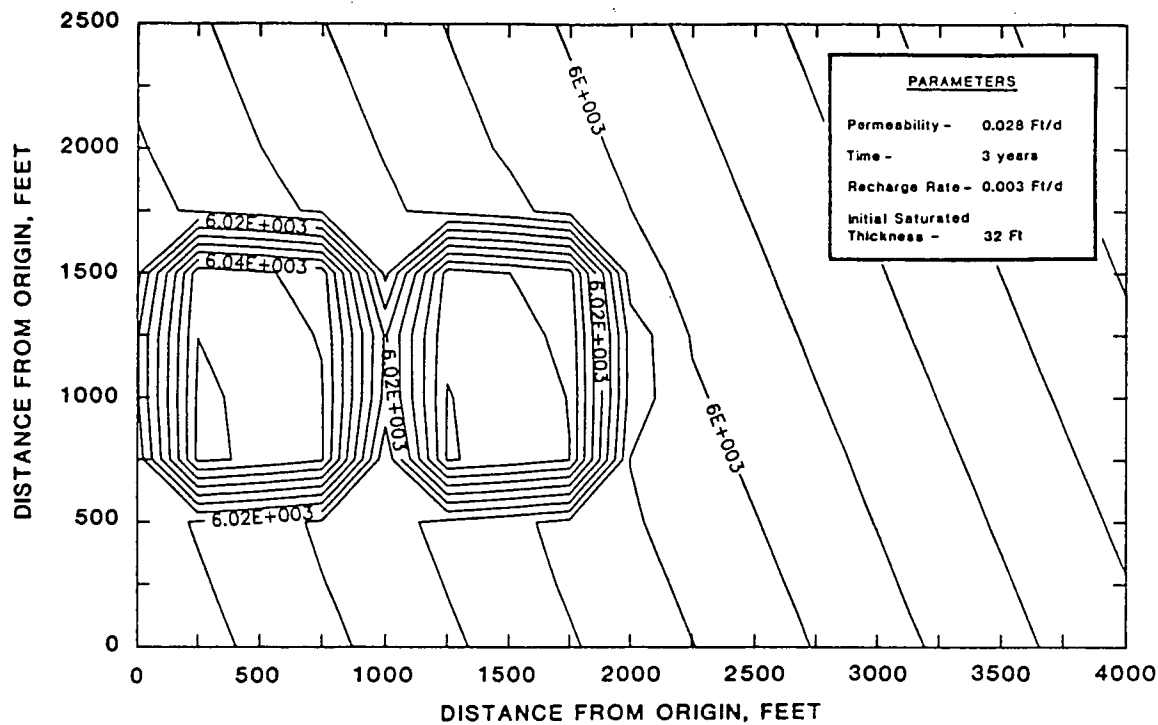 2500
2000
1500
1000
500
0
DISTANCE FROM ORIGIN, FEET
6E+003
PARAMETERS
Permeability - 0.028 Ft/d
Time - 3 years
Recharge Rate - 0.003 Ft/d
Initial Saturated
Thickness - 32 Ft
6.02E+003
6.04E+003
6.02E+003
6.02E+003
6E+003
6.02E+003
0 500 1000 1500 2000 2500 3000 3500 4000
DISTANCE FROM ORIGIN, FEET